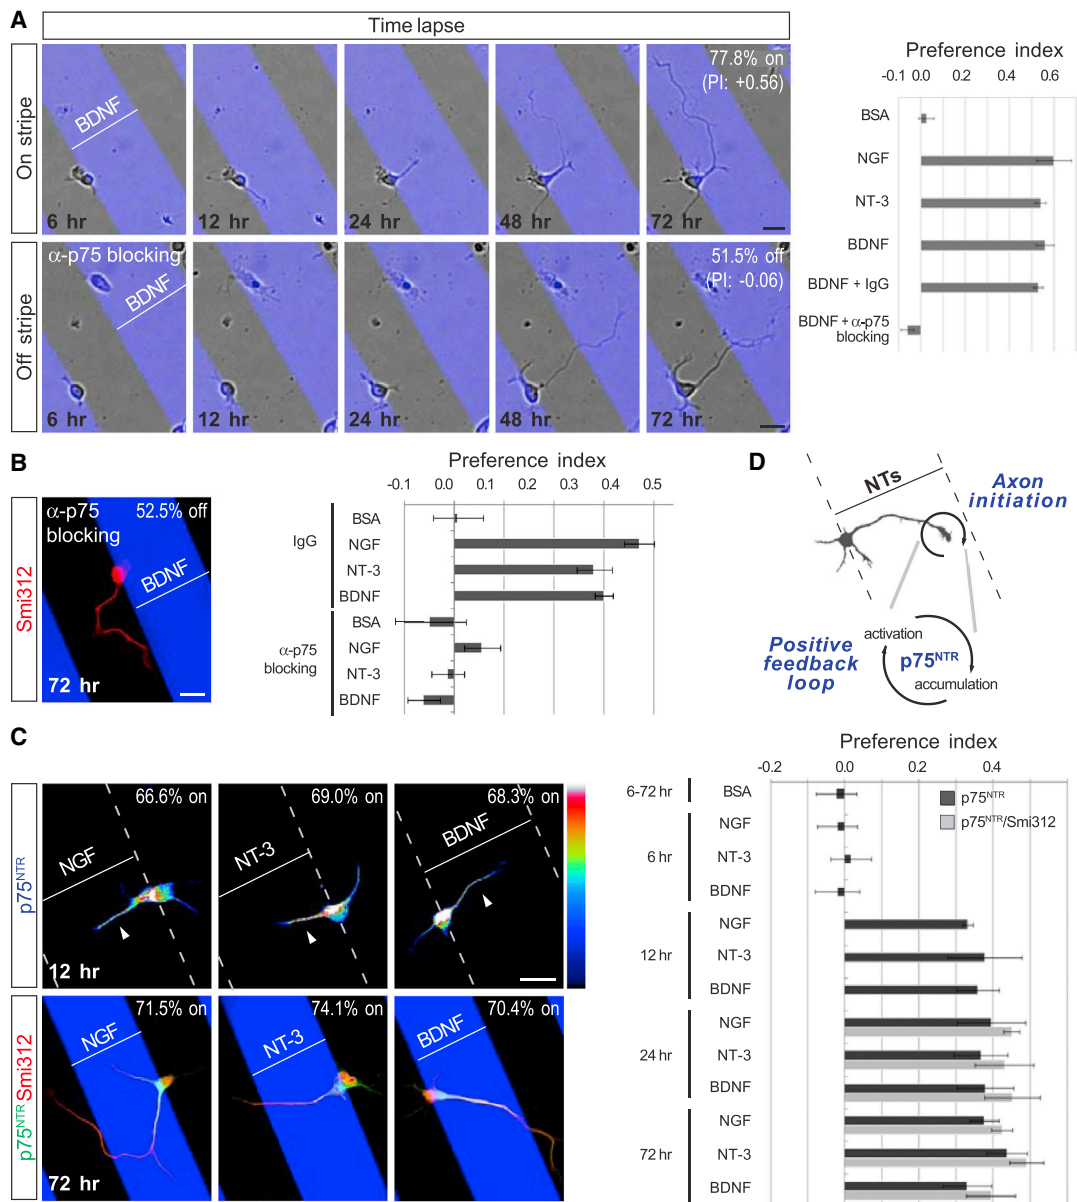 A
Time lapse
On stripe
BDNF
6 hr
12 hr
24 hr
48 hr
72 hr
77.8% on
(PI: +0.56)
Off stripe
α-p75 blocking
BDNF
6 hr
12 hr
24 hr
48 hr
72 hr
51.5% off
(PI: -0.06)
Preference index
-0.1 0.0 0.2 0.4 0.6
BSA
NGF
NT-3
BDNF
BDNF + IgG
BDNF + α-p75
blocking
B
Smi312
α-p75
blocking
52.5% off
BDNF
72 hr
Preference index
-0.1 0.0 0.1 0.2 0.3 0.4 0.5
IgG
BSA
NGF
NT-3
BDNF
α-p75
blocking
BSA
NGF
NT-3
BDNF
D
NTs
Axon
initiation
Positive
feedback
loop
activation
p75NTR
accumulation
C
p75NTR
66.6% on
NGF
12 hr
69.0% on
NT-3
68.3% on
BDNF
p75NTR Smi312
71.5% on
NGF
72 hr
74.1% on
NT-3
70.4% on
BDNF
Preference index
-0.2 0.0 0.2 0.4
p75NTR
p75NTR/Smi312
6-72 hr
BSA
6 hr
NGF
NT-3
BDNF
12 hr
NGF
NT-3
BDNF
24 hr
NGF
NT-3
BDNF
72 hr
NGF
NT-3
BDNF